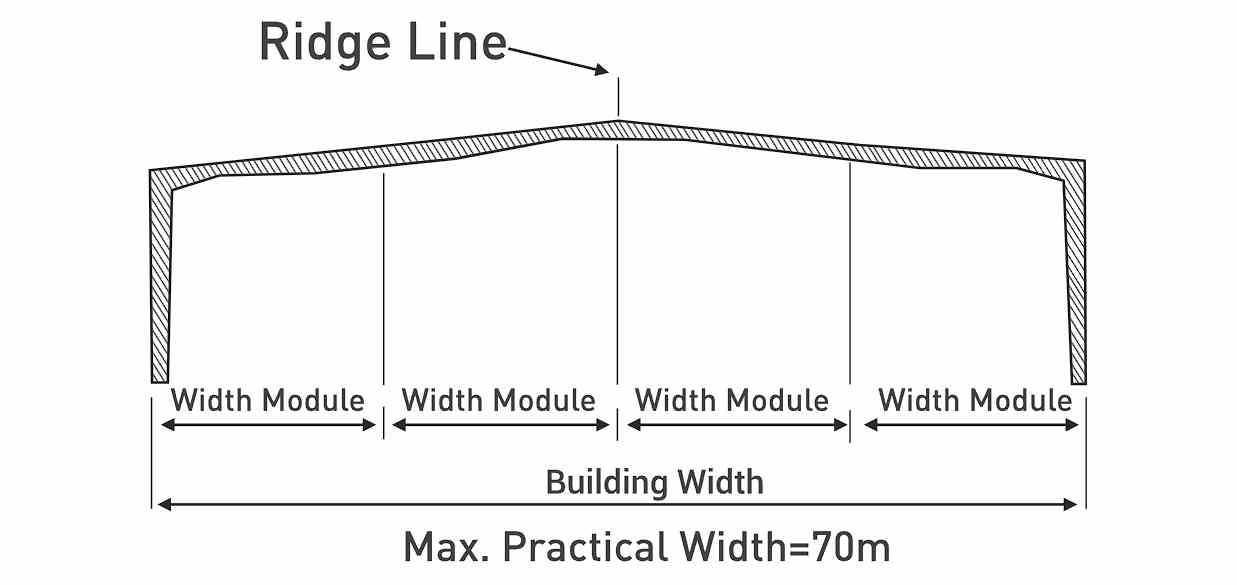 Ridge Line
Width Module Width Module Width Module Width Module
Building Width
Max. Practical Width=70m